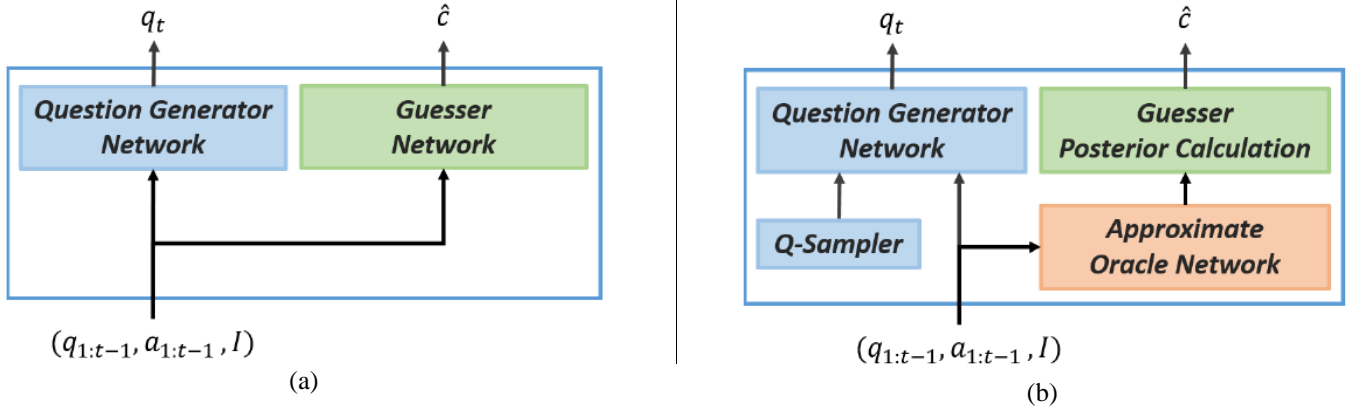 q_t
ĉ
Question Generator
Network
Guesser
Network
(q_{1:t−1}, a_{1:t−1}, I)
(a)
q_t
ĉ
Question Generator
Network
Guesser
Posterior Calculation
Q-Sampler
Approximate
Oracle Network
(q_{1:t−1}, a_{1:t−1}, I)
(b)